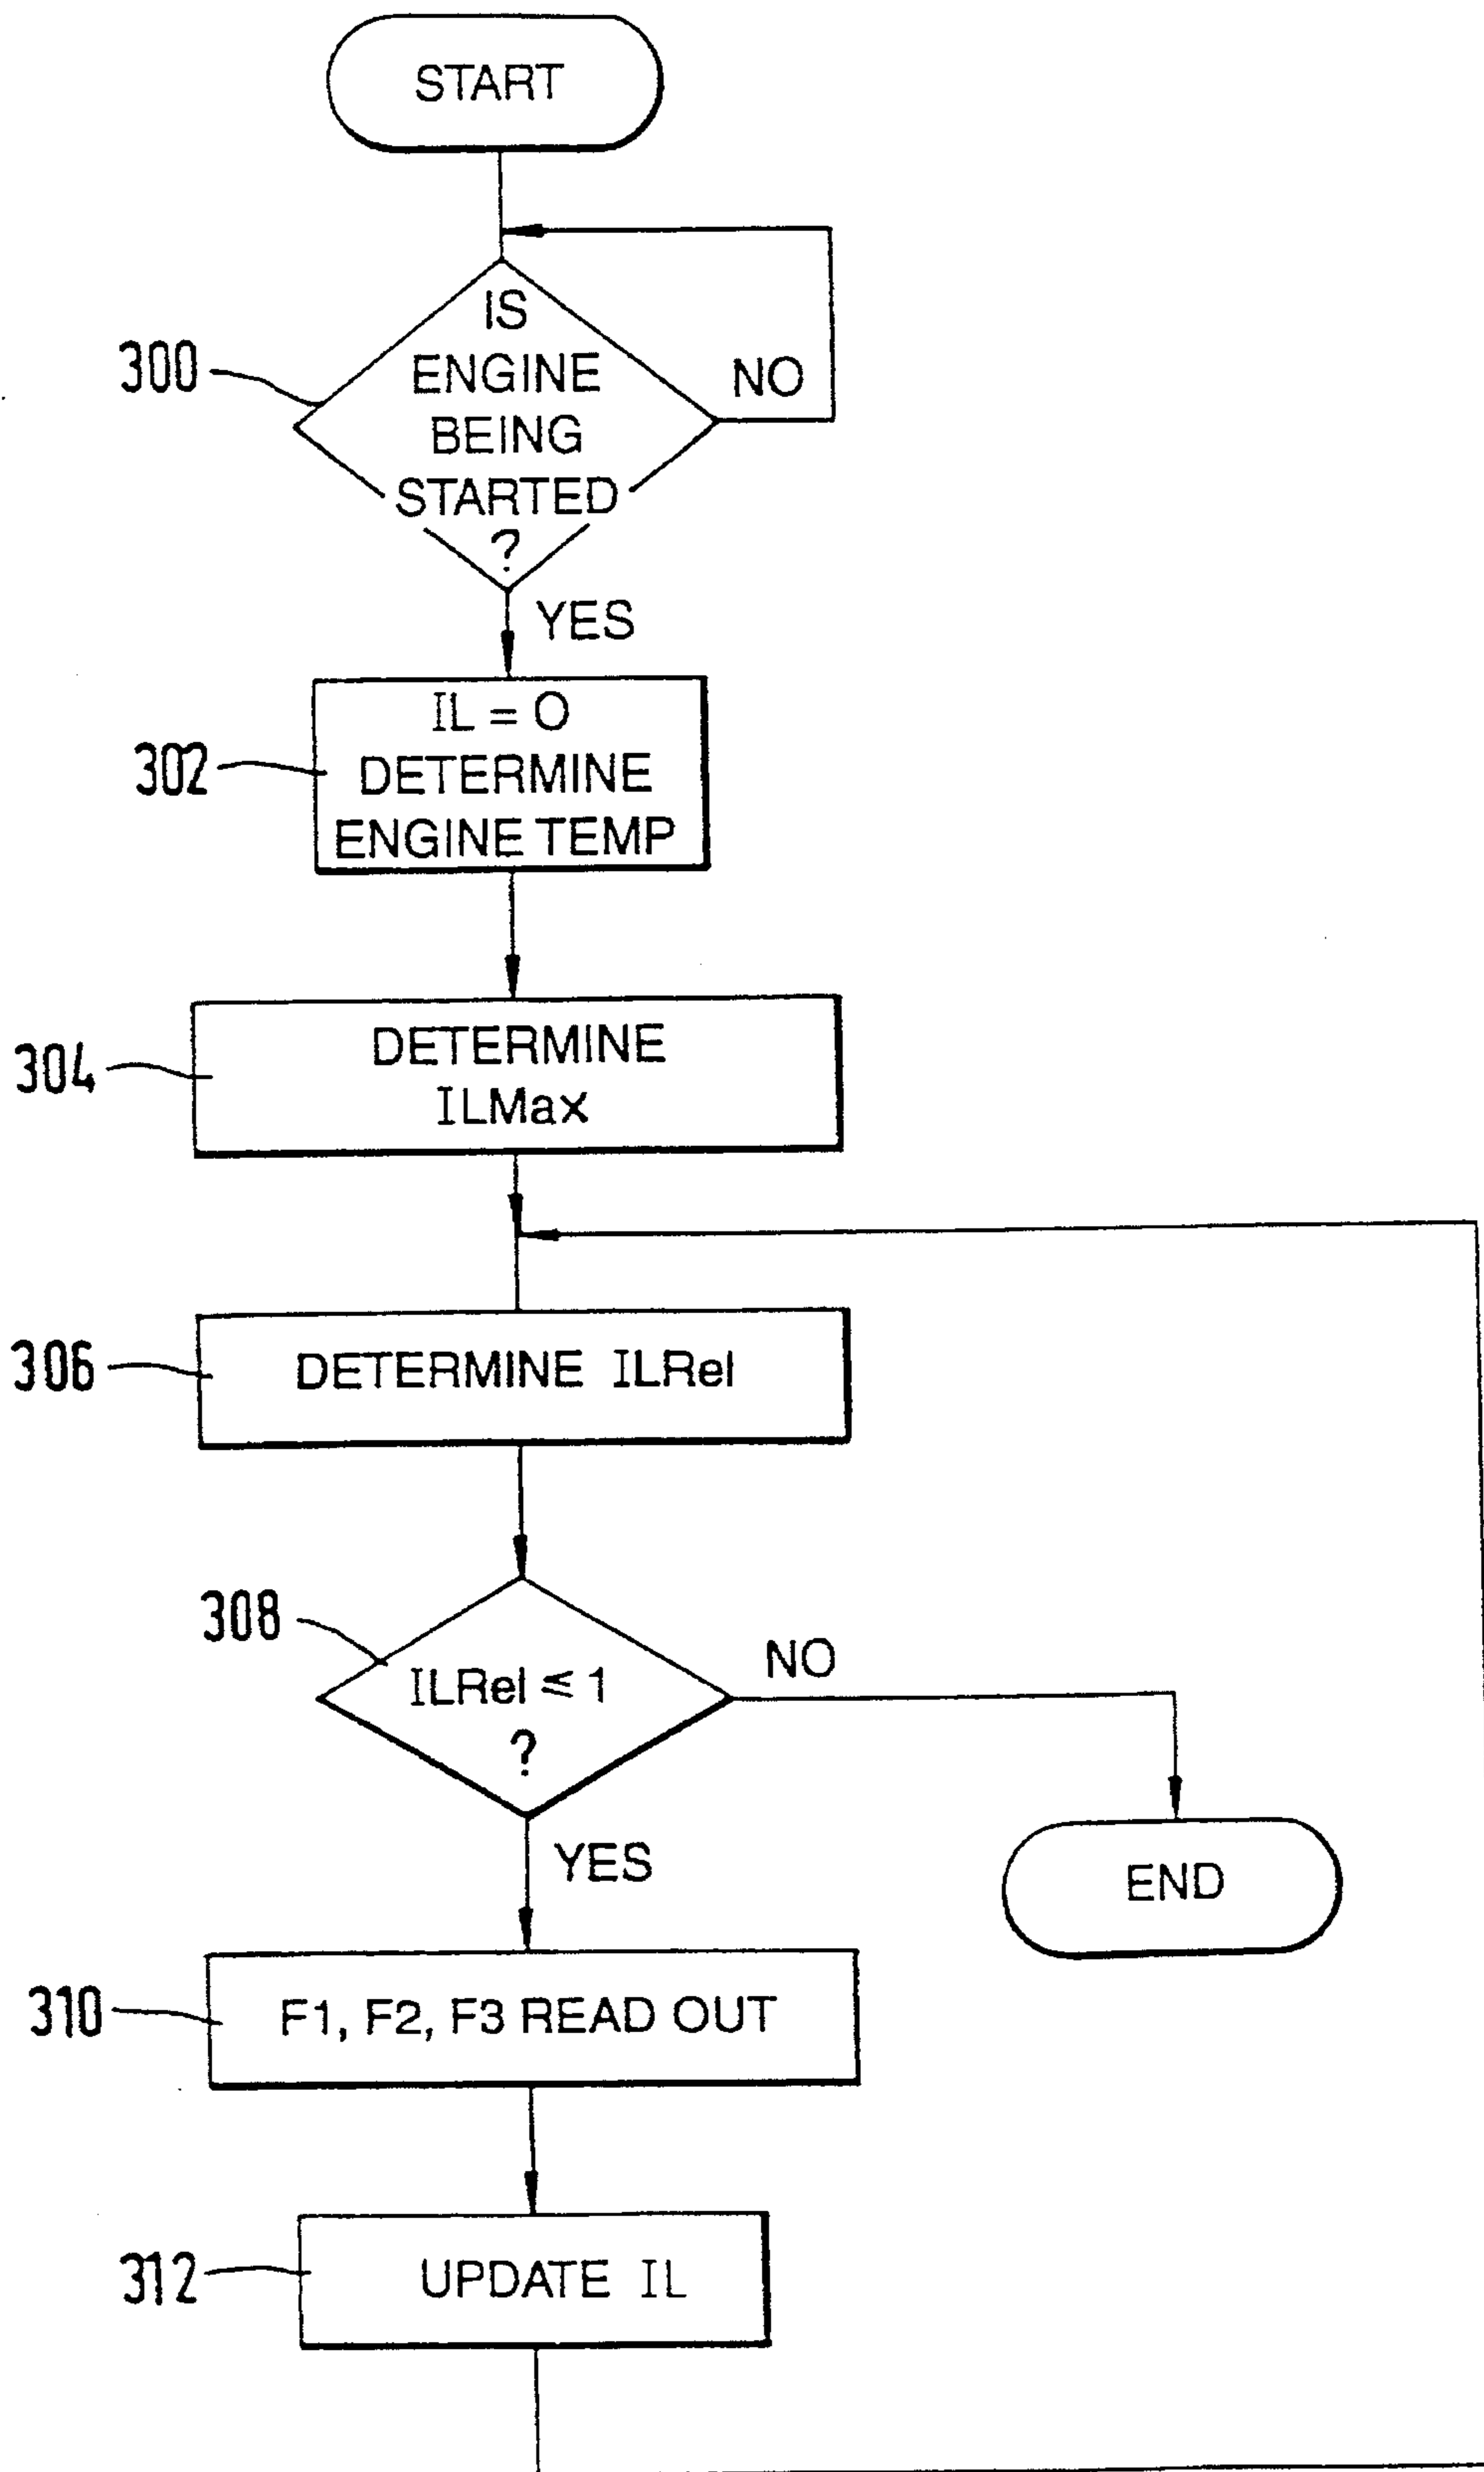 START
300
IS
ENGINE
BEING
STARTED
?
NO
YES
302
IL = 0
DETERMINE
ENGINE TEMP
304
DETERMINE
ILMax
306
DETERMINE ILRel
308
ILRel ≤ 1
?
NO
YES
END
310
F1, F2, F3 READ OUT
312
UPDATE IL